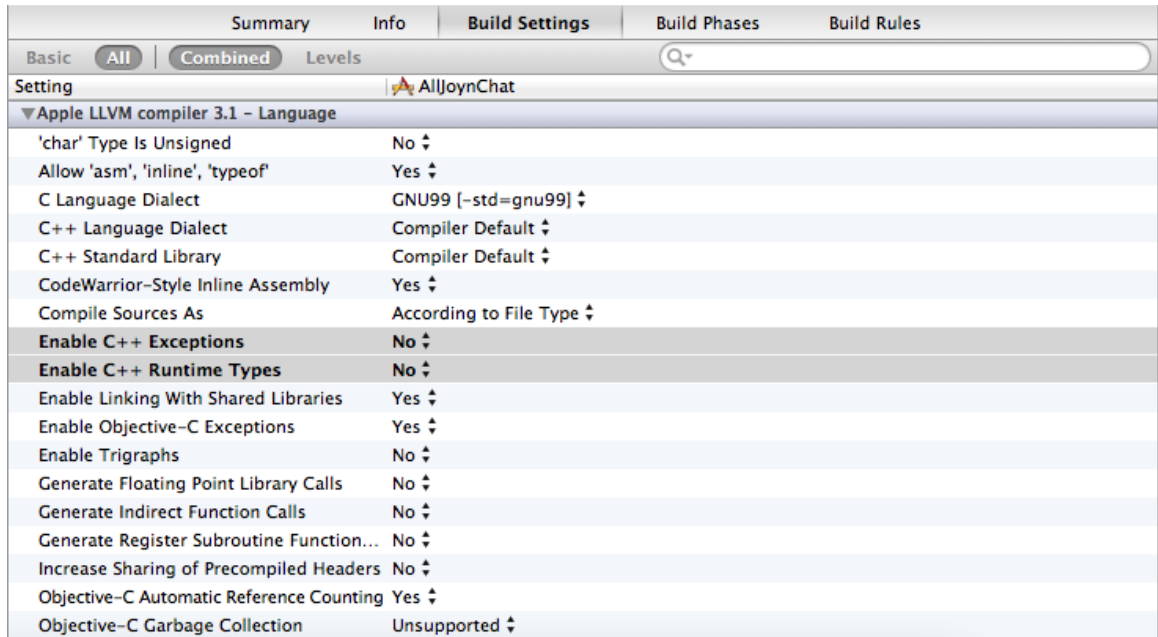 Summary Info Build Settings Build Phases Build Rules
Basic All Combined Levels
Setting AllJoynChat
Apple LLVM compiler 3.1 – Language
'char' Type Is Unsigned No
Allow 'asm', 'inline', 'typeof' Yes
C Language Dialect GNU99 [-std=gnu99]
C++ Language Dialect Compiler Default
C++ Standard Library Compiler Default
CodeWarrior-Style Inline Assembly Yes
Compile Sources As According to File Type
Enable C++ Exceptions No
Enable C++ Runtime Types No
Enable Linking With Shared Libraries Yes
Enable Objective-C Exceptions Yes
Enable Trigraphs No
Generate Floating Point Library Calls No
Generate Indirect Function Calls No
Generate Register Subroutine Function... No
Increase Sharing of Precompiled Headers No
Objective-C Automatic Reference Counting Yes
Objective-C Garbage Collection Unsupported